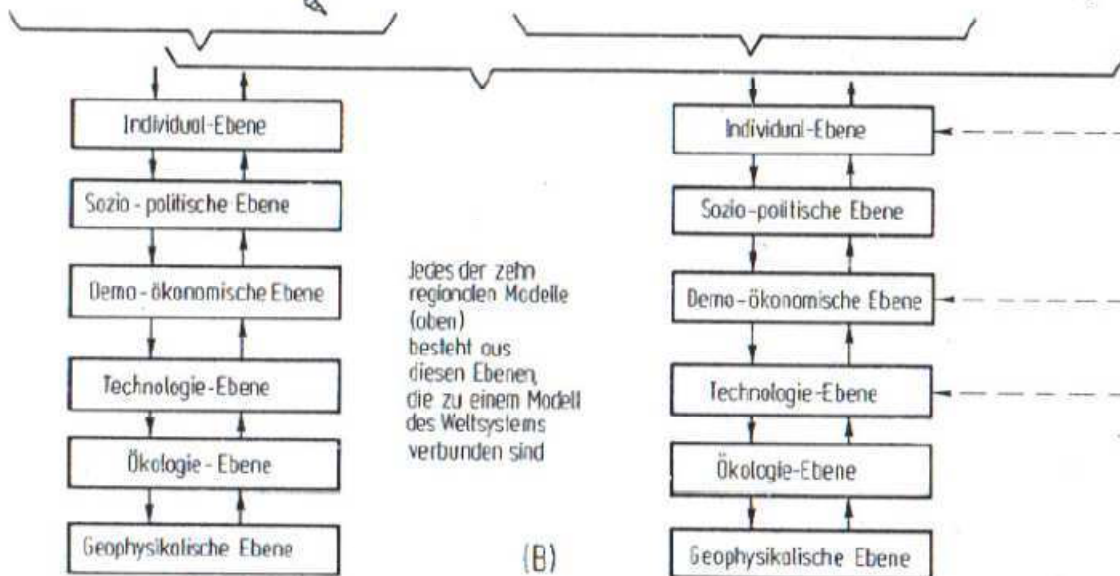 Individual-Ebene
Sozio-politische Ebene
Demo-ökonomische Ebene
Technologie-Ebene
Ökologie-Ebene
Geophysikalische Ebene
Jedes der zehn
regionalen Modelle
(oben)
besteht aus
diesen Ebenen,
die zu einem Modell
des Weltsystems
verbunden sind
(B)
Individual-Ebene
Sozio-politische Ebene
Demo-ökonomische Ebene
Technologie-Ebene
Ökologie-Ebene
Geophysikalische Ebene